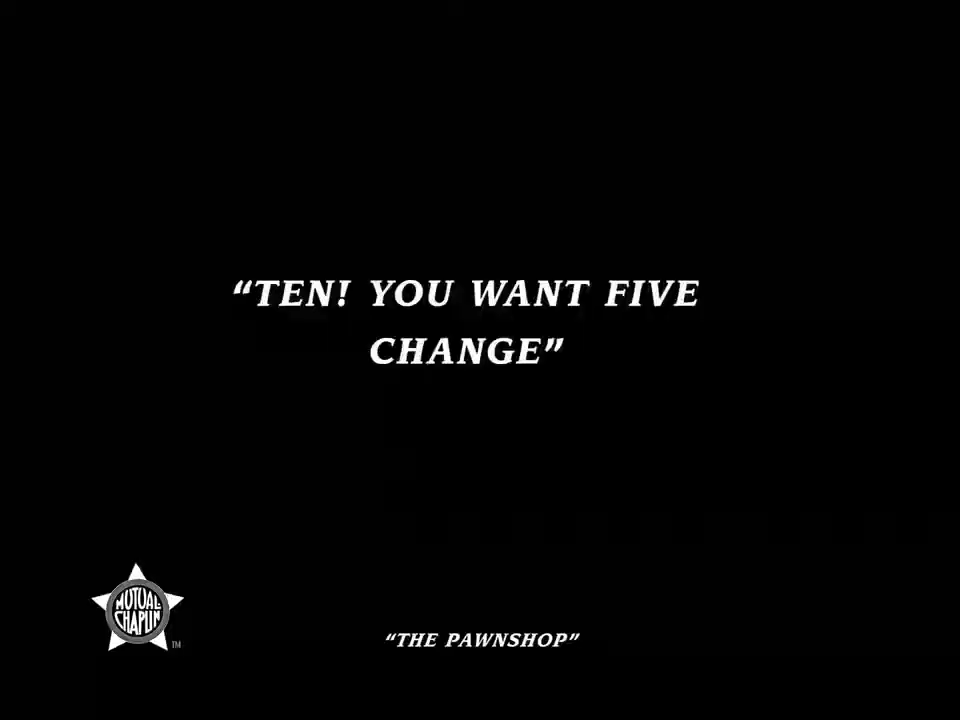 “TEN! YOU WANT FIVE
CHANGE”
MUTUAL-
CHAPLIN
TM
“THE PAWNSHOP”